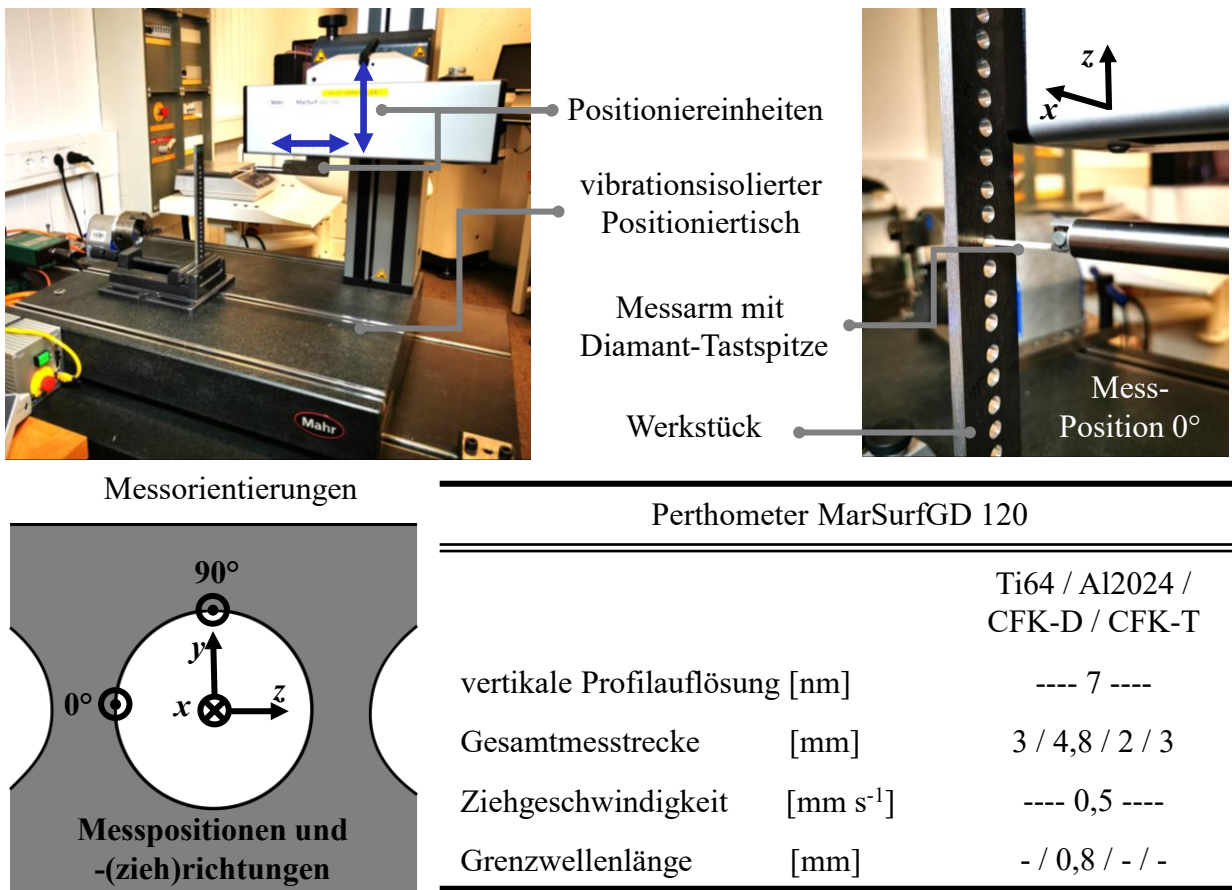 Mahr MarSurf GD 120
Mahr
Positioniereinheiten
vibrationsisolierter
Positioniertisch
Messarm mit
Diamant-Tastspitze
Werkstück
z
x
Mess-
Position 0°
Messorientierungen
90°
y
0°
x
z
Messpositionen und
-(zieh)richtungen
Perthometer MarSurfGD 120
Ti64 / Al2024 /
CFK-D / CFK-T
vertikale Profilauflösung [nm] ---- 7 ----
Gesamtmesstrecke [mm] 3 / 4,8 / 2 / 3
Ziehgeschwindigkeit [mm s-1] ---- 0,5 ----
Grenzwellenlänge [mm] - / 0,8 / - / -